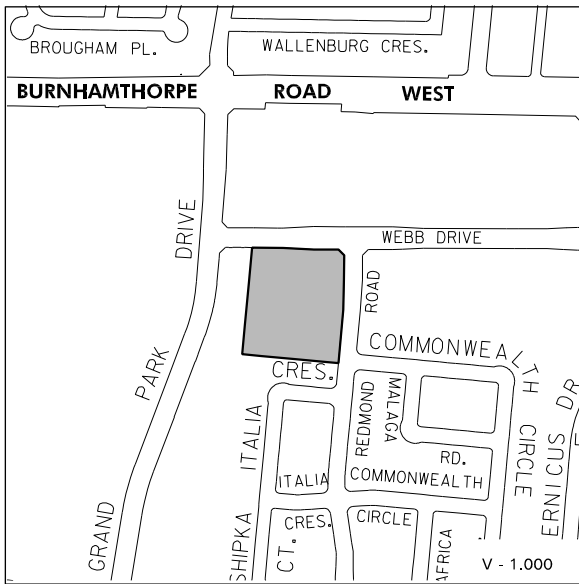 BROUGHAM PL.
WALLENBURG CRES.
BURNHAMTHORPE ROAD WEST
WEBB DRIVE
GRAND PARK DRIVE
REDMOND ROAD
COMMONWEALTH CIRCLE
CRES.
ITALIA
MALAGA RD.
ITALIA
CRES.
COMMONWEALTH
CIRCLE
SHIPKA CT.
AFRICA
ERNICUS DR
V - 1.000